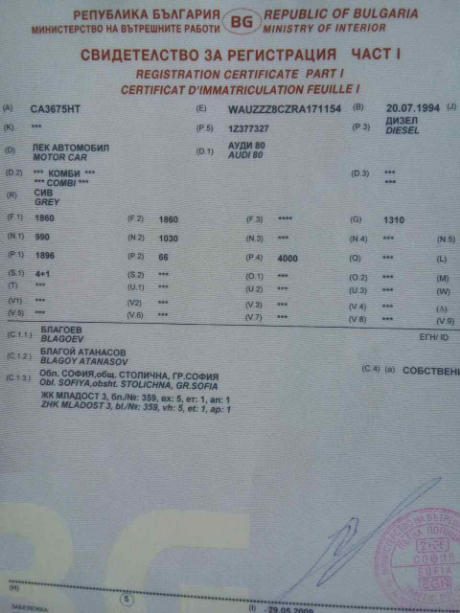 РЕПУБЛИКА БЪЛГАРИЯ BG REPUBLIC OF BULGARIA
МИНИСТЕРСТВО НА ВЪТРЕШНИТЕ РАБОТИ MINISTRY OF INTERIOR
СВИДЕТЕЛСТВО ЗА РЕГИСТРАЦИЯ ЧАСТ I
REGISTRATION CERTIFICATE PART I
CERTIFICAT D'IMMATRICULATION FEUILLE I
(A) CA3675HT (E) WAUZZZ8CZRA171154 (B) 20.07.1994 (J)
(K) *** (P.5) 1Z377327 (P 3) ДИЗЕЛ
DIESEL
(D) ЛЕК АВТОМОБИЛ (D.1) АУДИ 80
MOTOR CAR AUDI 80
(D.2) *** КОМБИ *** (D.3) ***
*** COMBI *** ***
(R) СИВ
GREY
(F.1) 1860 (F.2) 1860 (F.3) **** (G) 1310
(N.1) 990 (N.2) 1030 (N.3) *** (N.4) *** (N.5)
(P.1) 1896 (P.2) 66 (P.4) 4000 (Q) *** (L)
(S.1) 4+1 (S.2) *** (O.1) *** (O.2) *** (M)
(T) *** (U.1) *** (U.2) *** (U.3) *** (W)
(V1) *** (V2) *** (V.3) *** (V.4) ***
(V.5) *** (V.6) *** (V.7) *** (V.8) *** (V.9)
(C.1.1) БЛАГОЕВ ЕГН/ ID
BLAGOEV
(C.1.2) БЛАГОЙ АТАНАСОВ
BLAGOY ATANASOV
(C.4) (a) СОБСТВЕНИ
(C.1.3) Обл. СОФИЯ,общ. СТОЛИЧНА, ГР.СОФИЯ
Obl. SOFIYA,obsht. STOLICHNA, GR.SOFIA
ЖК МЛАДОСТ 3, бл./№: 359, вх: 5, ет: 1, ап: 1
ZHK MLADOST 3, bl./№: 359, vh: 5, et: 1, ap: 1
BG
СОФИЯ
SOFIA
(H) (I) 29.05.2009